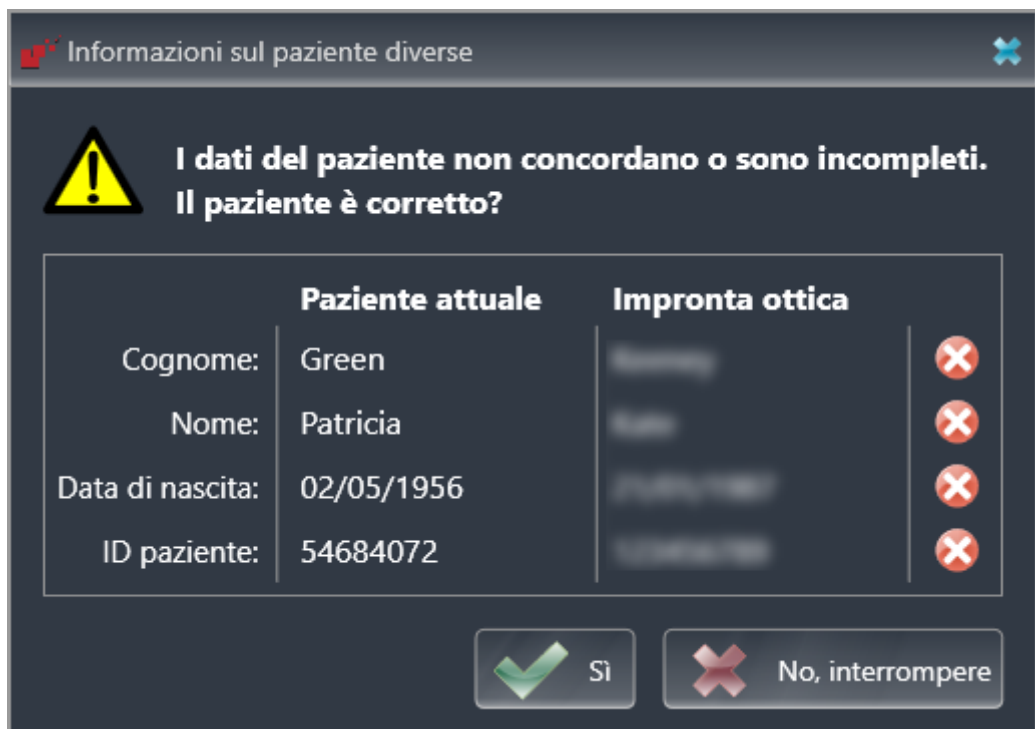 Informazioni sul paziente diverse
I dati del paziente non concordano o sono incompleti.
Il paziente è corretto?
Paziente attuale Impronta ottica
Cognome: Green
Nome: Patricia
Data di nascita: 02/05/1956
ID paziente: 54684072
Sì No, interrompere